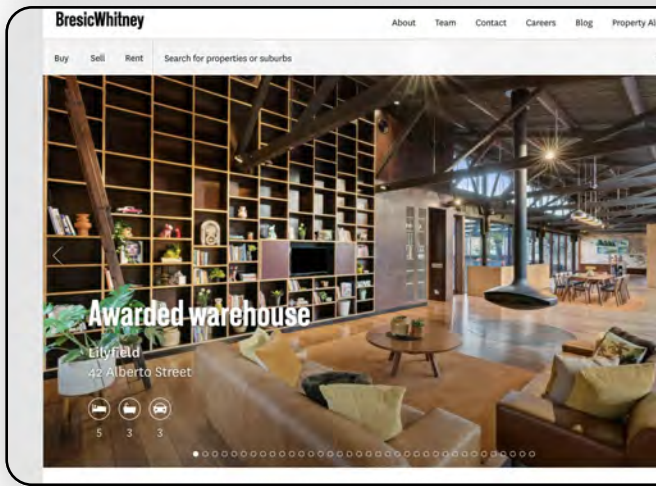 BresicWhitney
About Team Contact Careers Blog Property Al
Buy Sell Rent Search for properties or suburbs
Awarded warehouse
Lilyfield
42 Alberto Street
5 3 3